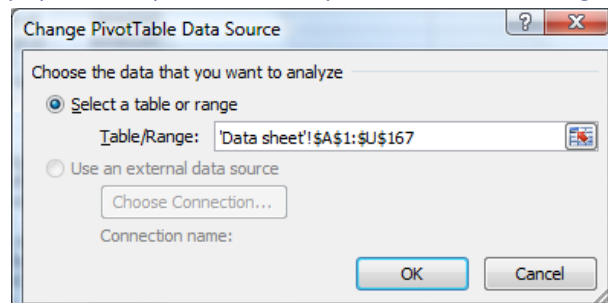 Change PivotTable Data Source
Choose the data that you want to analyze
Select a table or range
Table/Range: 'Data sheet'!$A$1:$U$167
Use an external data source
Choose Connection...
Connection name:
OK Cancel